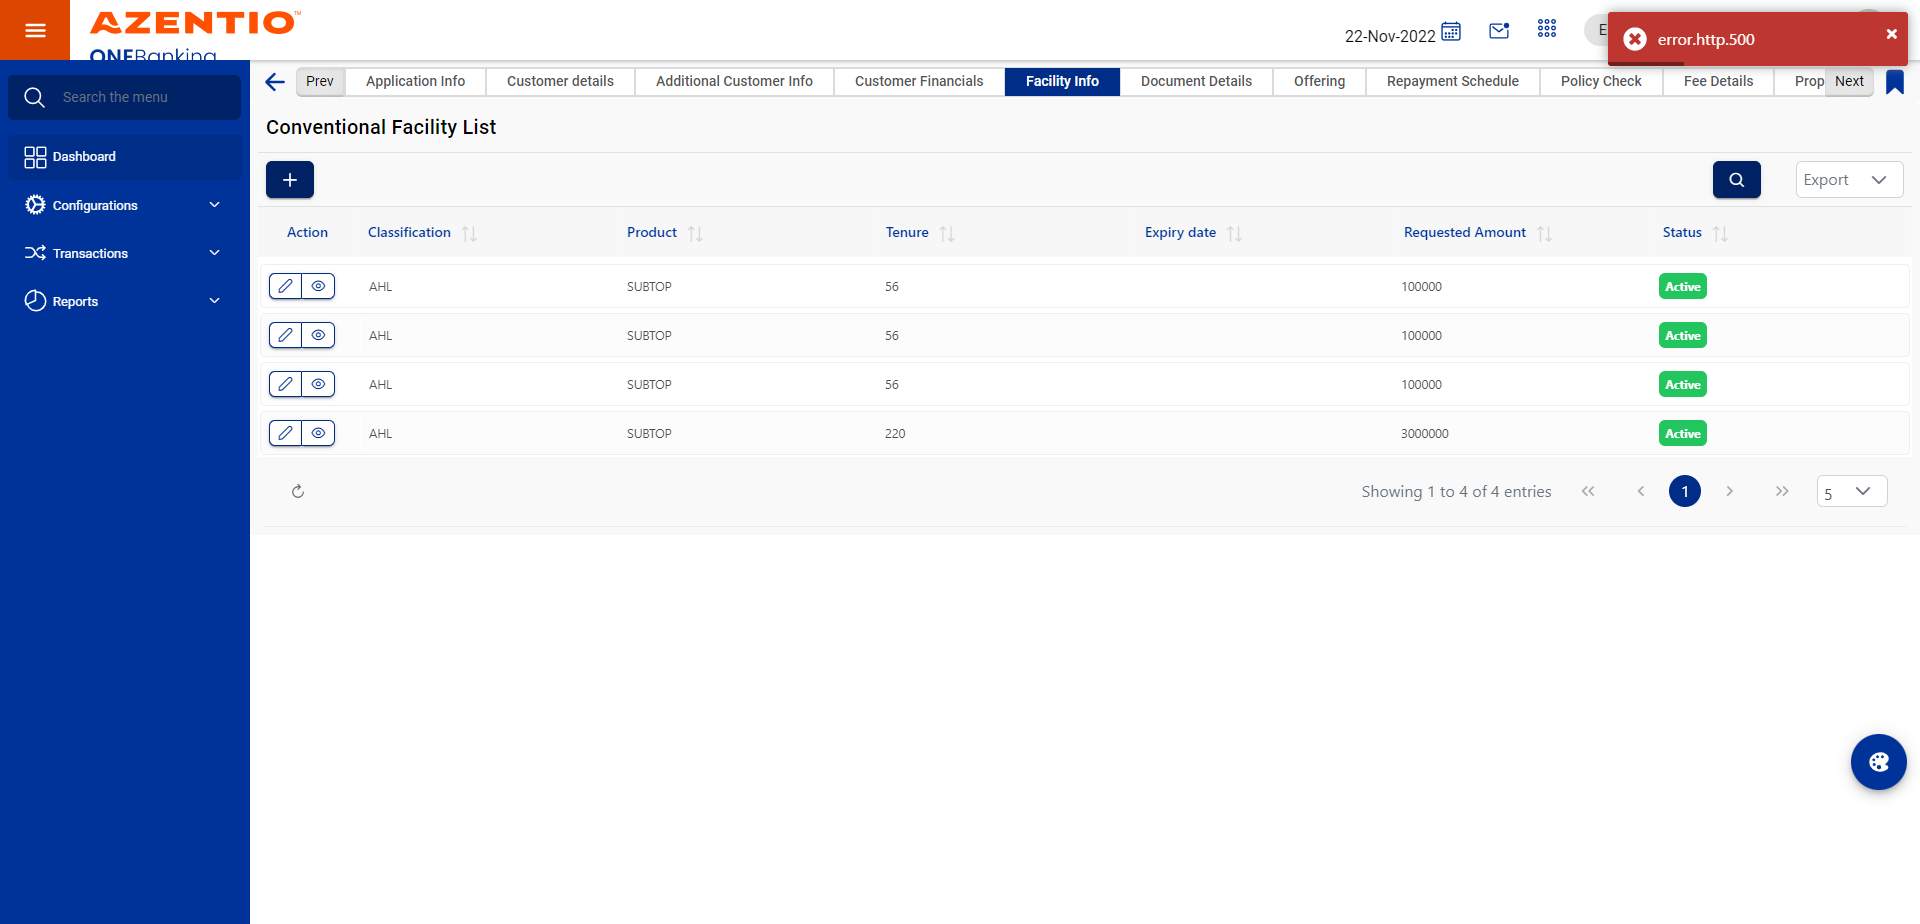 AZENTIO™
ONEBanking
22-Nov-2022
E
error.http.500
Search the menu
Dashboard
Configurations
Transactions
Reports
Prev
Application Info
Customer details
Additional Customer Info
Customer Financials
Facility Info
Document Details
Offering
Repayment Schedule
Policy Check
Fee Details
Prop
Next
Conventional Facility List
Export
Action Classification Product Tenure Expiry date Requested Amount Status
AHL SUBTOP 56 100000 Active
AHL SUBTOP 56 100000 Active
AHL SUBTOP 56 100000 Active
AHL SUBTOP 220 3000000 Active
Showing 1 to 4 of 4 entries
1
5